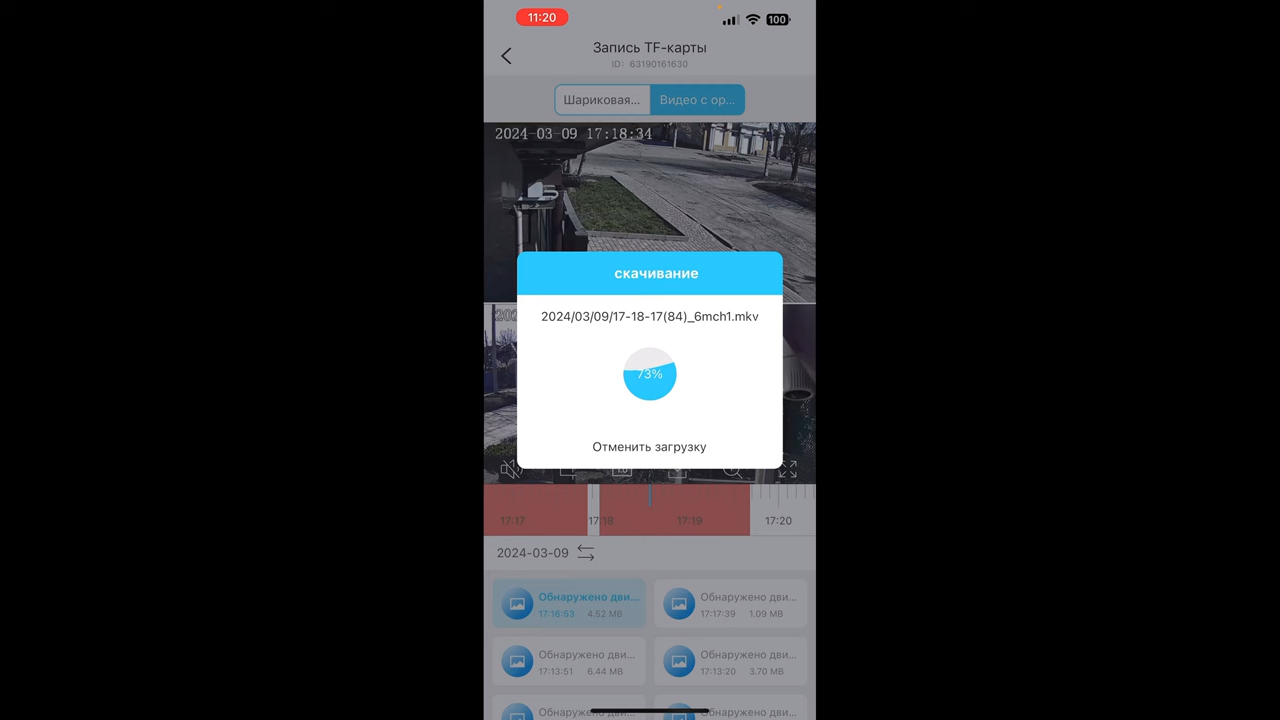 11:20
100
Запись TF-карты
ID: 63190161630
Шариковая...
Видео с ор...
2024-03-09 17:18:34
202
скачивание
2024/03/09/17-18-17(84)_6mch1.mkv
73%
Отменить загрузку
17:17
17:18
17:19
17:20
2024-03-09
Обнаружено дви...
17:16:53 4.52 MB
Обнаружено дви...
17:17:39 1.09 MB
Обнаружено дви...
17:13:51 6.44 MB
Обнаружено дви...
17:13:20 3.70 MB
Обнаружено дви...
Обнаружено дви...